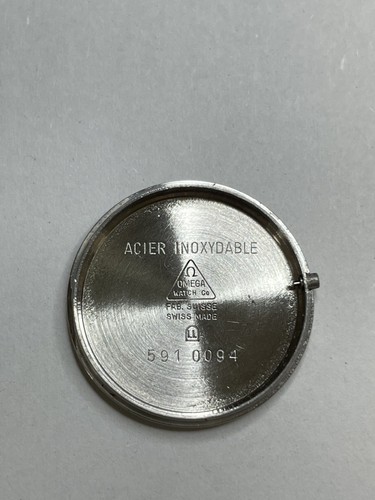 ACIER INOXYDABLE
Ω
OMEGA
WATCH Co
FAB. SUISSE
SWISS MADE
591 0094